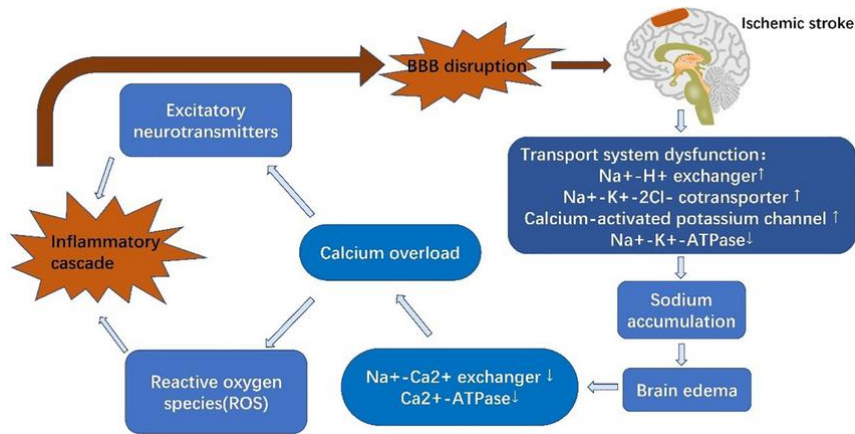 Ischemic stroke
BBB disruption
Excitatory
neurotransmitters
Transport system dysfunction：
Na+-H+ exchanger↑
Na+-K+-2Cl- cotransporter ↑
Calcium-activated potassium channel ↑
Na+-K+-ATPase↓
Inflammatory
cascade
Calcium overload
Sodium
accumulation
Reactive oxygen
species(ROS)
Na+-Ca2+ exchanger ↓
Ca2+-ATPase↓
Brain edema